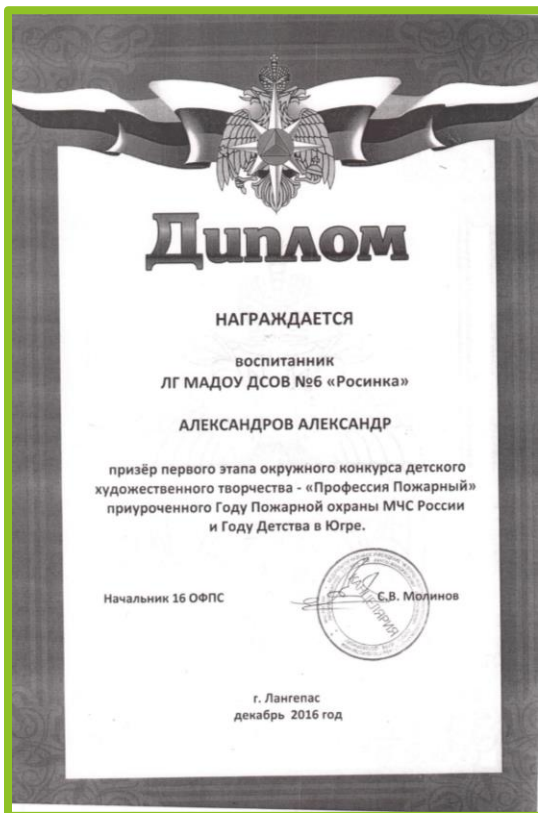 Диплом
НАГРАЖДАЕТСЯ
воспитанник
ЛГ МАДОУ ДСОВ №6 «Росинка»
АЛЕКСАНДРОВ АЛЕКСАНДР
призёр первого этапа окружного конкурса детского
художественного творчества - «Профессия Пожарный»
приуроченного Году Пожарной охраны МЧС России
и Году Детства в Югре.
Начальник 16 ОФПС С.В. Молинов
КАНЦЕЛЯРИЯ
г. Лангепас
декабрь 2016 год